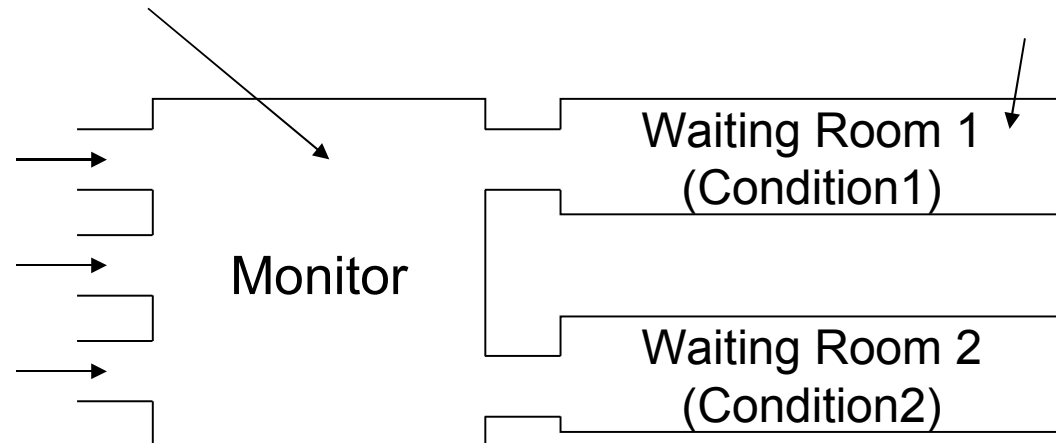 Waiting Room 1
(Condition1)
Monitor
Waiting Room 2
(Condition2)